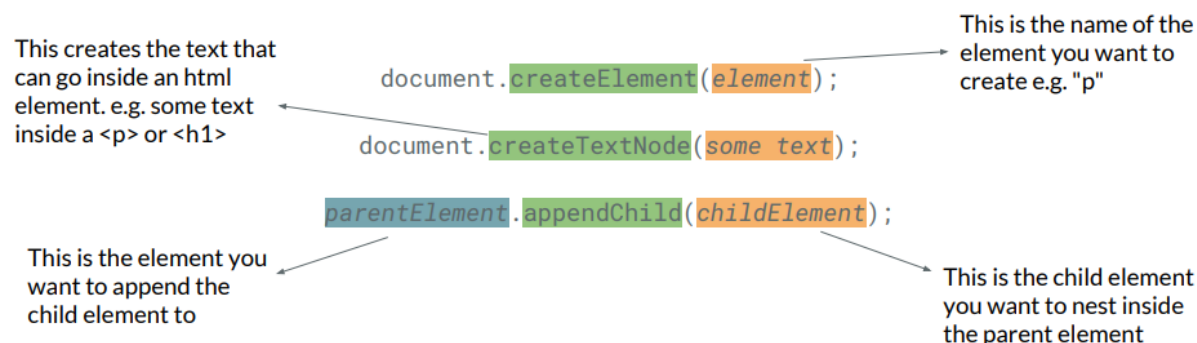 This creates the text that
can go inside an html
element. e.g. some text
inside a <p> or <h1>
This is the name of the
element you want to
create e.g. "p"
document.createElement(element);
document.createTextNode(some text);
parentElement.appendChild(childElement);
This is the element you
want to append the
child element to
This is the child element
you want to nest inside
the parent element